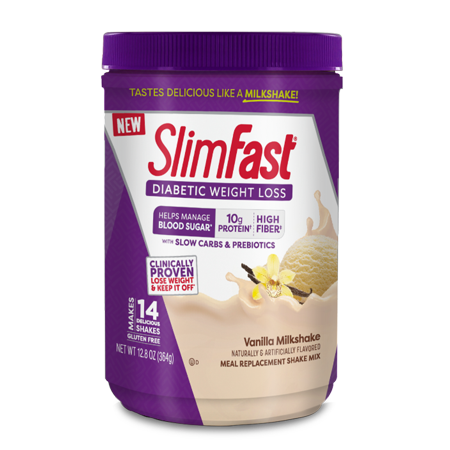 TASTES DELICIOUS LIKE A MILKSHAKE!
NEW
SlimFast®
DIABETIC WEIGHT LOSS
HELPS MANAGE
BLOOD SUGAR*
10g
PROTEIN†
HIGH
FIBER‡
WITH SLOW CARBS & PREBIOTICS
CLINICALLY
PROVEN
LOSE WEIGHT
& KEEP IT OFF
MAKES
14
DELICIOUS
SHAKES
GLUTEN FREE
NET WT 12.8 OZ (364g)
Vanilla Milkshake
NATURALLY & ARTIFICIALLY FLAVORED
MEAL REPLACEMENT SHAKE MIX